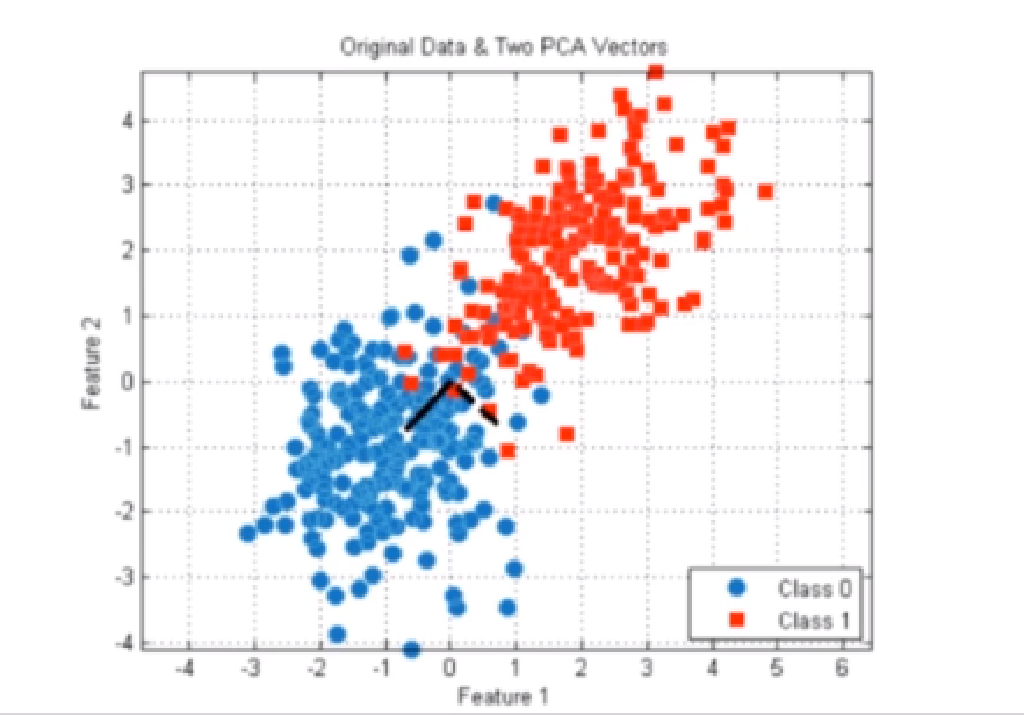 Original Data & Two PCA Vectors
4
3
2
1
0
-1
-2
-3
-4
Feature 2
-4 -3 -2 -1 0 1 2 3 4 5 6
Feature 1
Class 0
Class 1